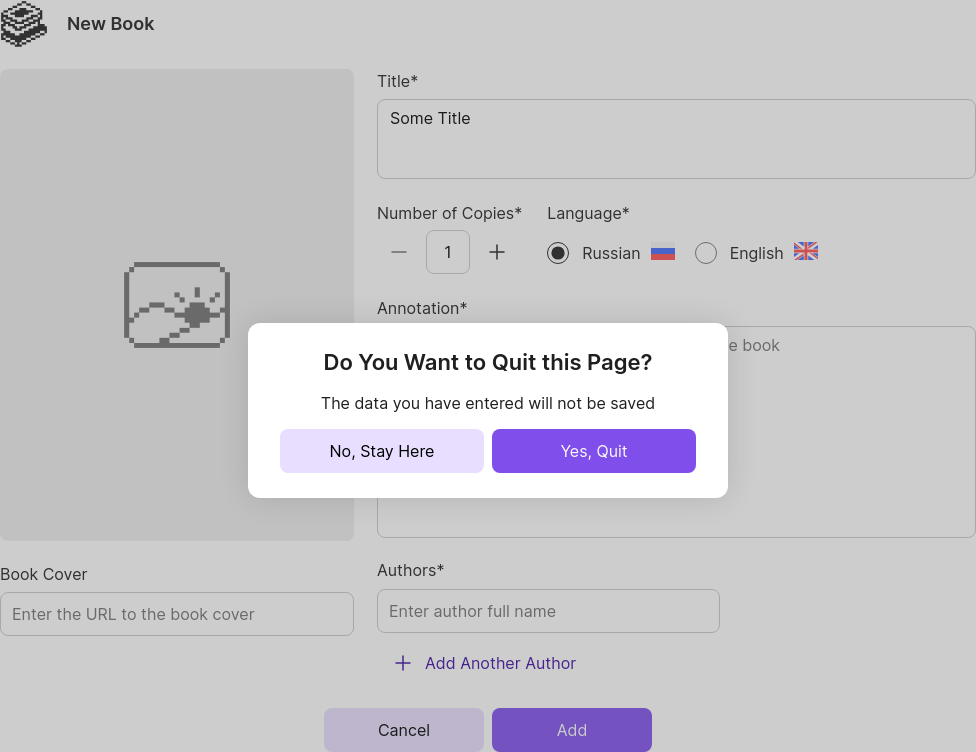 New Book
Title*
Some Title
Number of Copies*
Language*
1
Russian
English
Annotation*
e book
Do You Want to Quit this Page?
The data you have entered will not be saved
No, Stay Here
Yes, Quit
Book Cover
Enter the URL to the book cover
Authors*
Enter author full name
Add Another Author
Cancel
Add